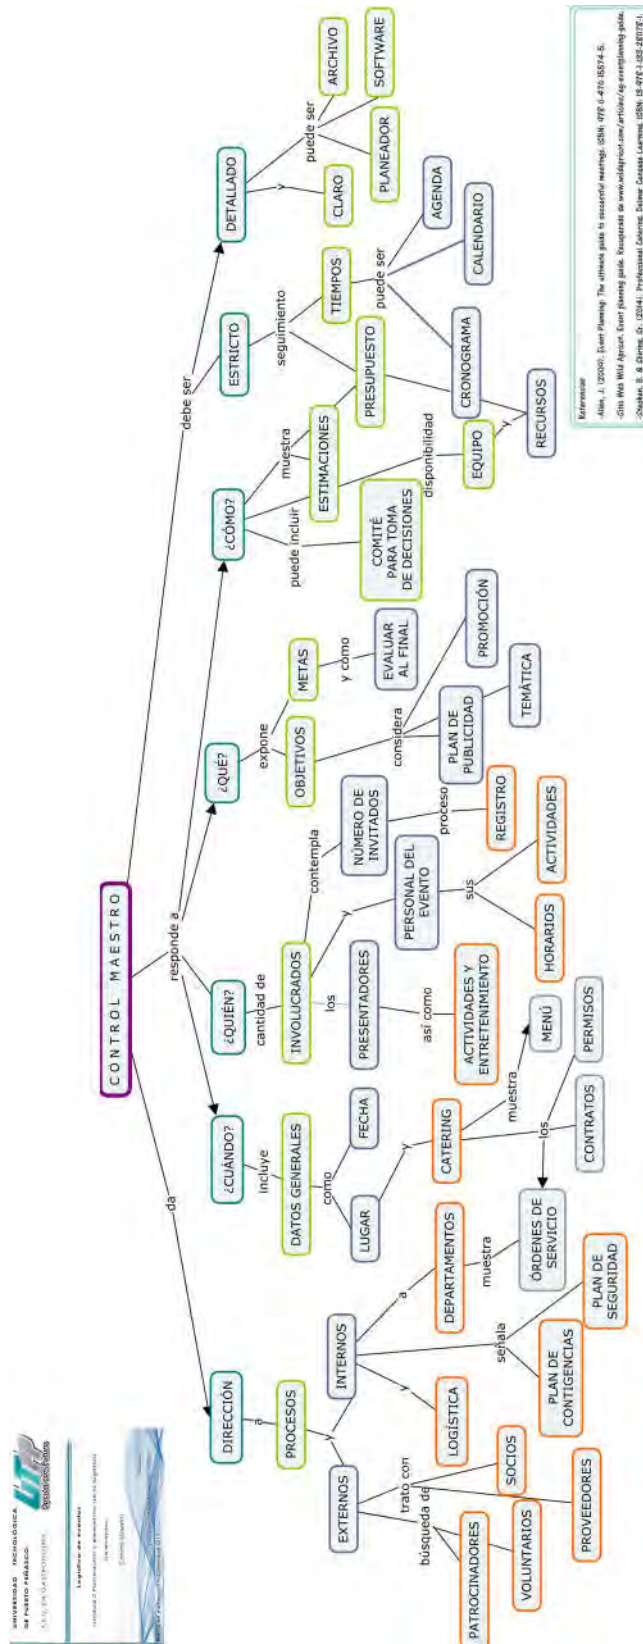 UNIVERSIDAD TECNOLÓGICA
DE PUERTO PEÑASCO
Logística de eventos
CONTROL MAESTRO
da
responde a
debe ser
DIRECCIÓN
¿CUÁNDO?
¿QUIÉN?
¿QUÉ?
¿CÓMO?
ESTRICTO
DETALLADO
a
incluye
cantidad de
expone
puede incluir
muestra
seguimiento
y
puede ser
PROCESOS
DATOS GENERALES
INVOLUCRADOS
OBJETIVOS
METAS
ESTIMACIONES
TIEMPOS
CLARO
ARCHIVO
y
como
los
contempla
y
y como
PLANEADOR
SOFTWARE
EXTERNOS
INTERNOS
LUGAR
FECHA
PRESENTADORES
NÚMERO DE
INVITADOS
EVALUAR
AL FINAL
COMITÉ
PARA TOMA
DE DECISIONES
PRESUPUESTO
puede ser
trato con
búsqueda de
y
a
y
así como
PERSONAL DEL
EVENTO
proceso
considera
disponibilidad
AGENDA
LOGÍSTICA
DEPARTAMENTOS
CATERING
ACTIVIDADES Y
ENTRETENIMIENTO
sus
REGISTRO
PLAN DE
PUBLICIDAD
PROMOCIÓN
EQUIPO
CRONOGRAMA
CALENDARIO
PATROCINADORES
SOCIOS
señala
muestra
muestra
y
VOLUNTARIOS
PLAN DE
CONTIGENCIAS
ÓRDENES DE
SERVICIO
los
MENÚ
HORARIOS
ACTIVIDADES
TEMÁTICA
RECURSOS
PROVEEDORES
PLAN DE
SEGURIDAD
CONTRATOS
PERMISOS
Referencias